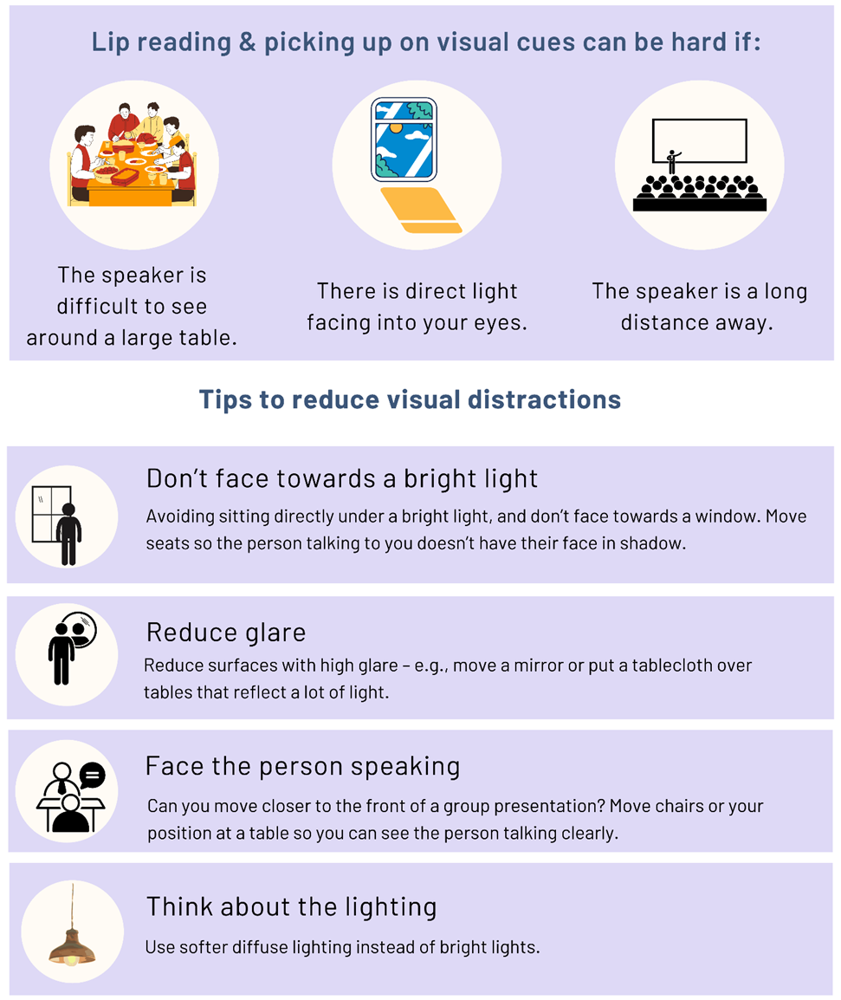 Lip reading & picking up on visual cues can be hard if:
The speaker is
difficult to see
around a large table.
There is direct light
facing into your eyes.
The speaker is a long
distance away.
Tips to reduce visual distractions
Don’t face towards a bright light
Avoiding sitting directly under a bright light, and don’t face towards a window. Move
seats so the person talking to you doesn’t have their face in shadow.
Reduce glare
Reduce surfaces with high glare – e.g., move a mirror or put a tablecloth over
tables that reflect a lot of light.
Face the person speaking
Can you move closer to the front of a group presentation? Move chairs or your
position at a table so you can see the person talking clearly.
Think about the lighting
Use softer diffuse lighting instead of bright lights.